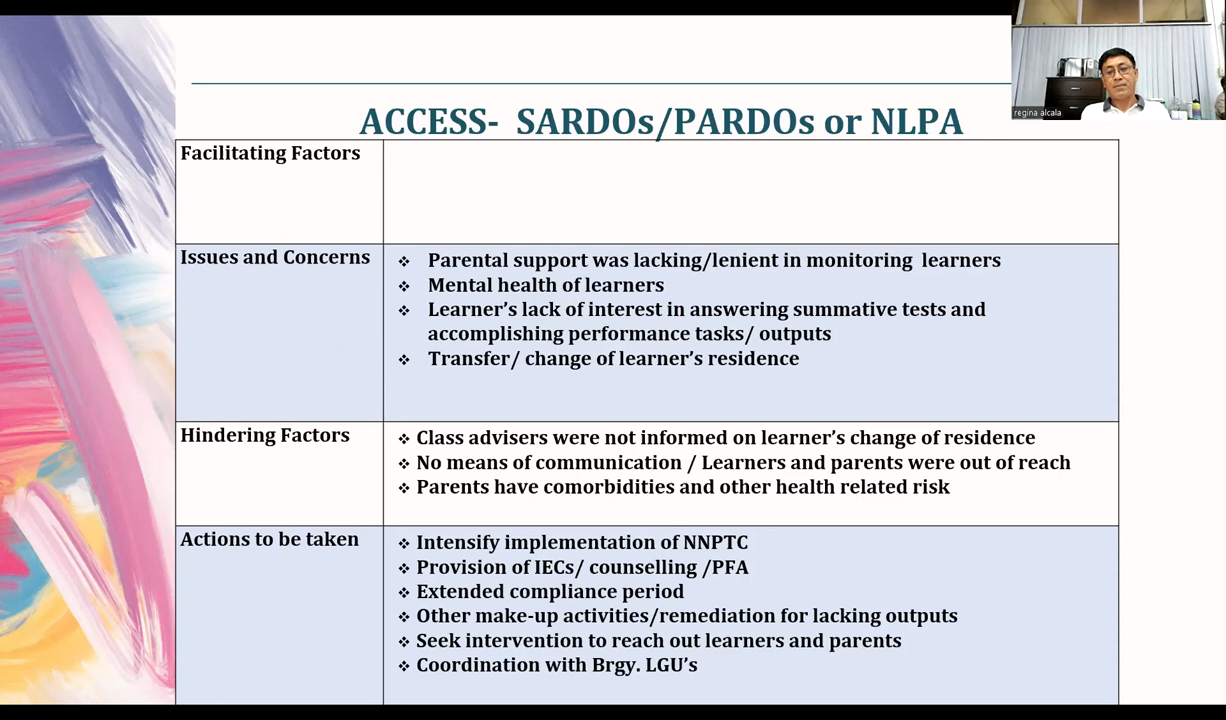 regina alcala
ACCESS- SARDOs/PARDOs or NLPA
Facilitating Factors
Issues and Concerns
❖ Parental support was lacking/lenient in monitoring learners
❖ Mental health of learners
❖ Learner's lack of interest in answering summative tests and
accomplishing performance tasks/ outputs
❖ Transfer/ change of learner's residence
Hindering Factors
❖ Class advisers were not informed on learner's change of residence
❖ No means of communication / Learners and parents were out of reach
❖ Parents have comorbidities and other health related risk
Actions to be taken
❖ Intensify implementation of NNPTC
❖ Provision of IECs/ counselling /PFA
❖ Extended compliance period
❖ Other make-up activities/remediation for lacking outputs
❖ Seek intervention to reach out learners and parents
❖ Coordination with Brgy. LGU's